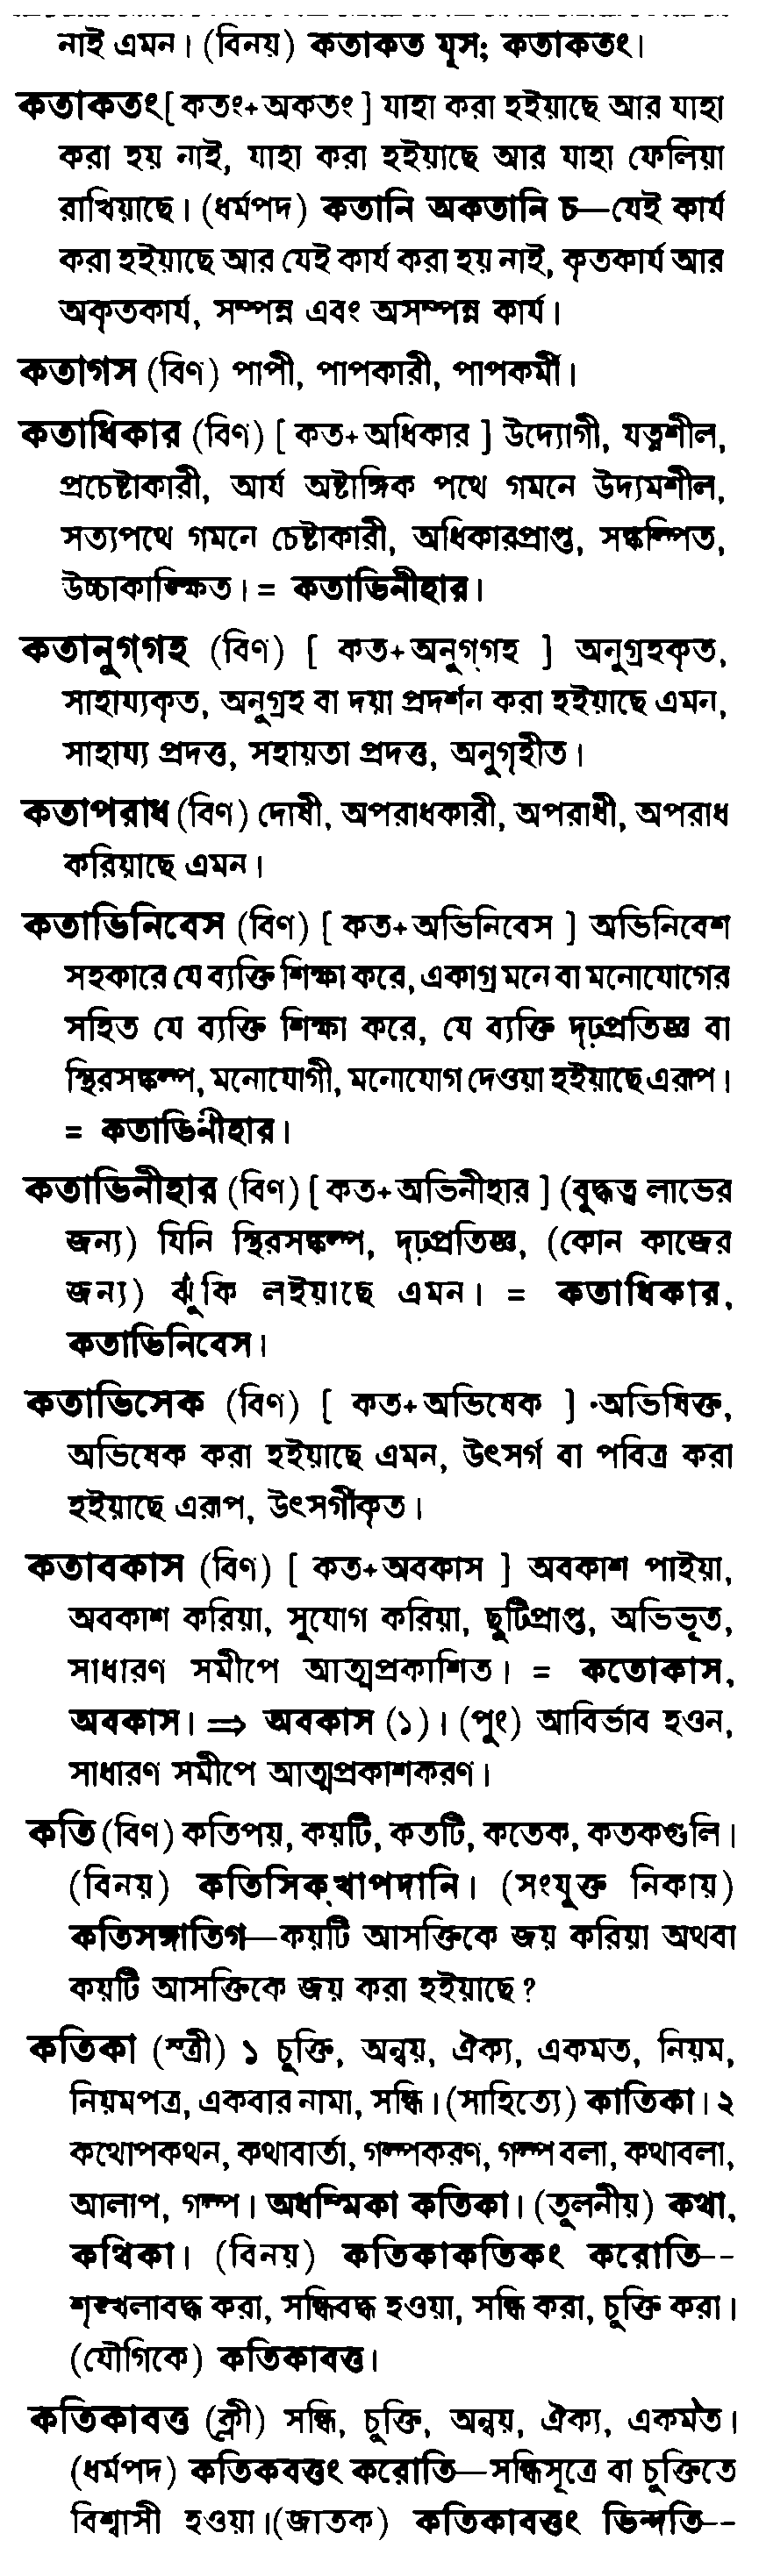 নাই এমন। (বিনয়) কতাকত মূস; কতাকতং।
কতাকতং[ কতং+অকতং ] যাহা করা হইয়াছে আর যাহা
করা হয় নাই, যাহা করা হইয়াছে আর যাহা ফেলিয়া
রাখিয়াছে। (ধর্মপদ) কতানি অকতানি চ—যেই কার্য
করা হইয়াছে আর যেই কার্য করা হয় নাই, কৃতকার্য আর
অকৃতকার্য, সম্পন্ন এবং অসম্পন্ন কার্য।
কতাগস (বিণ) পাপী, পাপকারী, পাপকর্মী।
কতাধিকার (বিণ) [ কত+অধিকার ] উদ্যোগী, যত্নশীল,
প্রচেষ্টাকারী, আর্য অষ্টাঙ্গিক পথে গমনে উদ্যমশীল,
সত্যপথে গমনে চেষ্টাকারী, অধিকারপ্রাপ্ত, সঙ্কল্পিত,
উচ্চাকাঙ্ক্ষিত। = কতাভিনীহার।
কতানুগ্গহ (বিণ) [ কত+অনুগ্গহ ] অনুগ্রহকৃত,
সাহায্যকৃত, অনুগ্রহ বা দয়া প্রদর্শন করা হইয়াছে এমন,
সাহায্য প্রদত্ত, সহায়তা প্রদত্ত, অনুগৃহীত।
কতাপরাধ (বিণ) দোষী, অপরাধকারী, অপরাধী, অপরাধ
করিয়াছে এমন।
কতাভিনিবেস (বিণ) [ কত+অভিনিবেস ] অভিনিবেশ
সহকারে যে ব্যক্তি শিক্ষা করে, একাগ্র মনে বা মনোযোগের
সহিত যে ব্যক্তি শিক্ষা করে, যে ব্যক্তি দৃঢ়প্রতিজ্ঞ বা
স্থিরসঙ্কল্প, মনোযোগী, মনোযোগ দেওয়া হইয়াছে এরূপ।
= কতাভিনীহার।
কতাভিনীহার (বিণ) [ কত+অভিনীহার ] (বুদ্ধত্ব লাভের
জন্য) যিনি স্থিরসঙ্কল্প, দৃঢ়প্রতিজ্ঞ, (কোন কাজের
জন্য) ঝুঁকি লইয়াছে এমন। = কতাধিকার,
কতাভিনিবেস।
কতাভিসেক (বিণ) [ কত+অভিষেক ] অভিষিক্ত,
অভিষেক করা হইয়াছে এমন, উৎসর্গ বা পবিত্র করা
হইয়াছে এরূপ, উৎসর্গীকৃত।
কতাবকাস (বিণ) [ কত+অবকাস ] অবকাশ পাইয়া,
অবকাশ করিয়া, সুযোগ করিয়া, ছুটিপ্রাপ্ত, অভিভূত,
সাধারণ সমীপে আত্মপ্রকাশিত। = কতোকাস,
অবকাস। ⇒ অবকাস (১)। (পুং) আবির্ভাব হওন,
সাধারণ সমীপে আত্মপ্রকাশকরণ।
কতি (বিণ) কতিপয়, কয়টি, কতটি, কতেক, কতকগুলি।
(বিনয়) কতিসিক্খাপদানি। (সংযুক্ত নিকায়)
কতিসঙ্গাতিগ—কয়টি আসক্তিকে জয় করিয়া অথবা
কয়টি আসক্তিকে জয় করা হইয়াছে?
কতিকা (স্ত্রী) ১ চুক্তি, অন্বয়, ঐক্য, একমত, নিয়ম,
নিয়মপত্র, একবার নামা, সন্ধি। (সাহিত্যে) কাতিকা। ২
কথোপকথন, কথাবার্তা, গল্পকরণ, গল্প বলা, কথাবলা,
আলাপ, গল্প। অধম্মিকা কতিকা। (তুলনীয়) কথা,
কথিকা। (বিনয়) কতিকাকতিকং করোতি--
শৃঙ্খলাবদ্ধ করা, সন্ধিবদ্ধ হওয়া, সন্ধি করা, চুক্তি করা।
(যৌগিকে) কতিকাবত্ত।
কতিকাবত্ত (ক্লী) সন্ধি, চুক্তি, অন্বয়, ঐক্য, একমত।
(ধর্মপদ) কতিকবত্তং করোতি—সন্ধিসূত্রে বা চুক্তিতে
বিশ্বাসী হওয়া।(জাতক) কতিকাবত্তং ভিন্দতি--